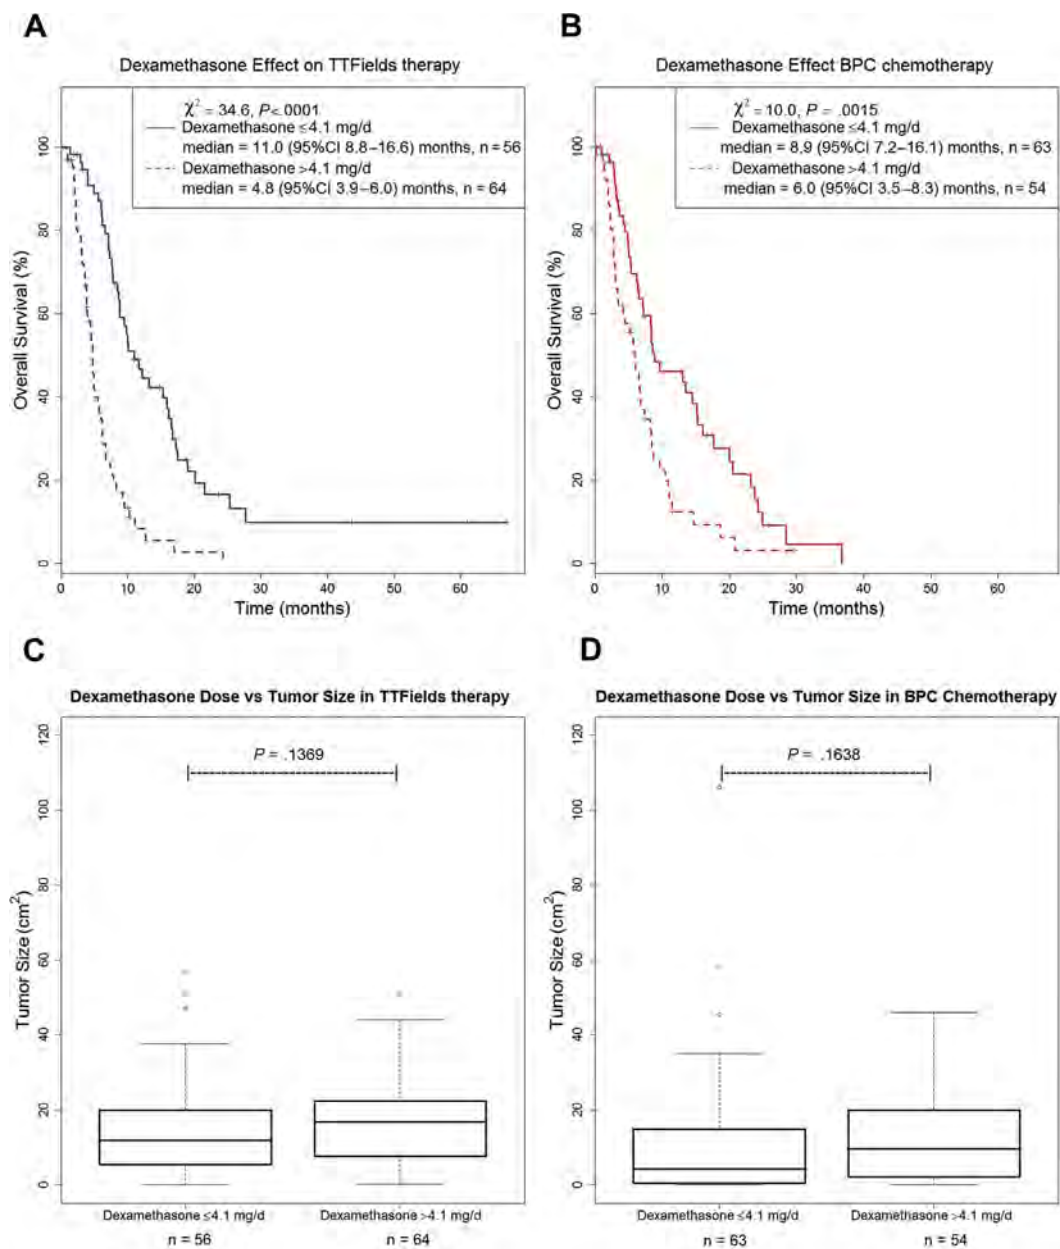 A
Dexamethasone Effect on TTFields therapy
χ² = 34.6, P<.0001
Dexamethasone ≤4.1 mg/d
median = 11.0 (95%CI 8.8–16.6) months, n = 56
Dexamethasone >4.1 mg/d
median = 4.8 (95%CI 3.9–6.0) months, n = 64
Overall Survival (%)
100
80
60
40
20
0
0 10 20 30 40 50 60
Time (months)
B
Dexamethasone Effect BPC chemotherapy
χ² = 10.0, P = .0015
Dexamethasone ≤4.1 mg/d
median = 8.9 (95%CI 7.2–16.1) months, n = 63
Dexamethasone >4.1 mg/d
median = 6.0 (95%CI 3.5–8.3) months, n = 54
Overall Survival (%)
100
80
60
40
20
0
0 10 20 30 40 50 60
Time (months)
C
Dexamethasone Dose vs Tumor Size in TTFields therapy
P = .1369
Tumor Size (cm²)
120
100
80
60
40
20
0
Dexamethasone ≤4.1 mg/d Dexamethasone >4.1 mg/d
n = 56 n = 64
D
Dexamethasone Dose vs Tumor Size in BPC Chemotherapy
P = .1638
Tumor Size (cm²)
120
100
80
60
40
20
0
Dexamethasone ≤4.1 mg/d Dexamethasone >4.1 mg/d
n = 63 n = 54